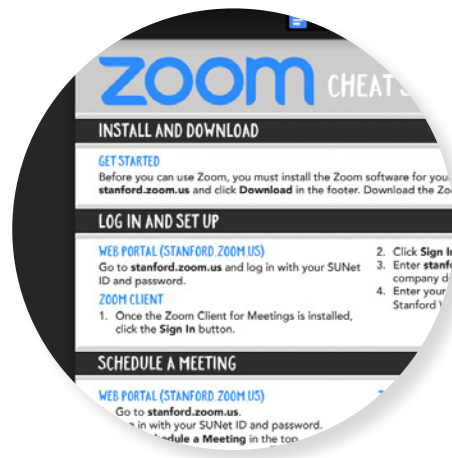 zoom CHEAT
INSTALL AND DOWNLOAD
GET STARTED
Before you can use Zoom, you must install the Zoom software for you
stanford.zoom.us and click Download in the footer. Download the
LOG IN AND SET UP
WEB PORTAL (STANFORD.ZOOM.US)
Go to stanford.zoom.us and log in with your SUNet
ID and password.
ZOOM CLIENT
1. Once the Zoom Client for Meetings is installed,
click the Sign In button.
2. Click Sign
3. Enter
company
4. Enter your
Stanford
SCHEDULE A MEETING
WEB PORTAL (STANFORD.ZOOM.US)
Go to stanford.zoom.us.
in with your SUNet ID and password.
a Meeting in the top